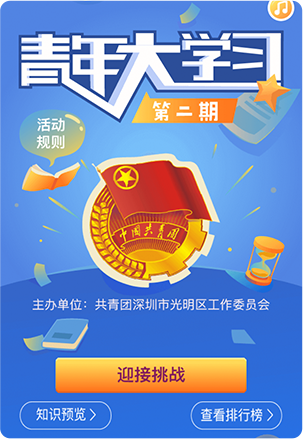 青年大学习
第二期
活动
规则
中国共青团
主办单位：共青团深圳市光明区工作委员会
迎接挑战
知识预览 >
查看排行榜 >